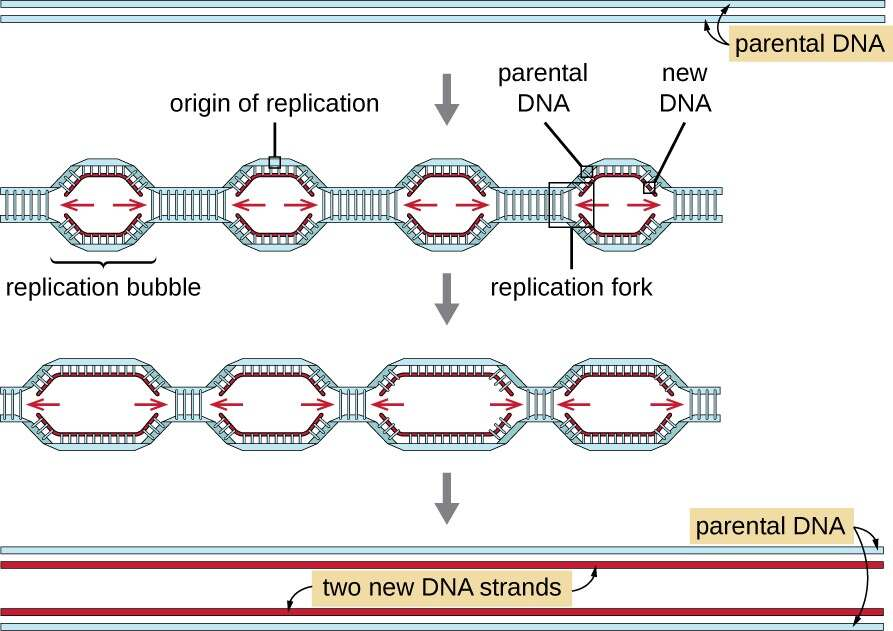 parental DNA
parental
DNA
new
DNA
origin of replication
replication bubble
replication fork
parental DNA
two new DNA strands